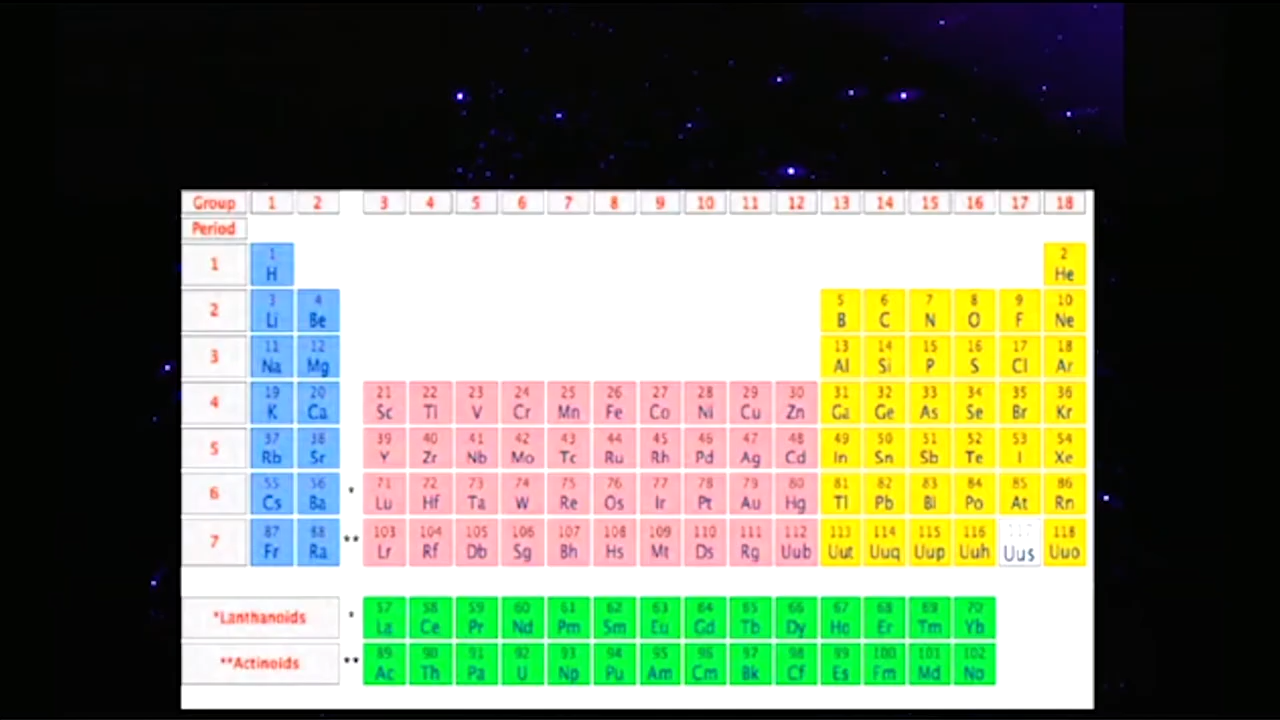 Group 1 2 3 4 5 6 7 8 9 10 11 12 13 14 15 16 17 18
Period
1 2
1 H He
3 4 5 6 7 8 9 10
2 Li Be B C N O F Ne
11 12 13 14 15 16 17 18
3 Na Mg Al Si P S Cl Ar
19 20 21 22 23 24 25 26 27 28 29 30 31 32 33 34 35 36
4 K Ca Sc Ti V Cr Mn Fe Co Ni Cu Zn Ga Ge As Se Br Kr
37 38 39 40 41 42 43 44 45 46 47 48 49 50 51 52 53 54
5 Rb Sr Y Zr Nb Mo Tc Ru Rh Pd Ag Cd In Sn Sb Te I Xe
55 56 71 72 73 74 75 76 77 78 79 80 81 82 83 84 85 86
6 Cs Ba * Lu Hf Ta W Re Os Ir Pt Au Hg Tl Pb Bi Po At Rn
87 88 103 104 105 106 107 108 109 110 111 112 113 114 115 116 117 118
7 Fr Ra ** Lr Rf Db Sg Bh Hs Mt Ds Rg Uub Uut Uuq Uup Uuh Uus Uuo
57 58 59 60 61 62 63 64 65 66 67 68 69 70
*Lanthanoids * La Ce Pr Nd Pm Sm Eu Gd Tb Dy Ho Er Tm Yb
89 90 91 92 93 94 95 96 97 98 99 100 101 102
**Actinoids ** Ac Th Pa U Np Pu Am Cm Bk Cf Es Fm Md No